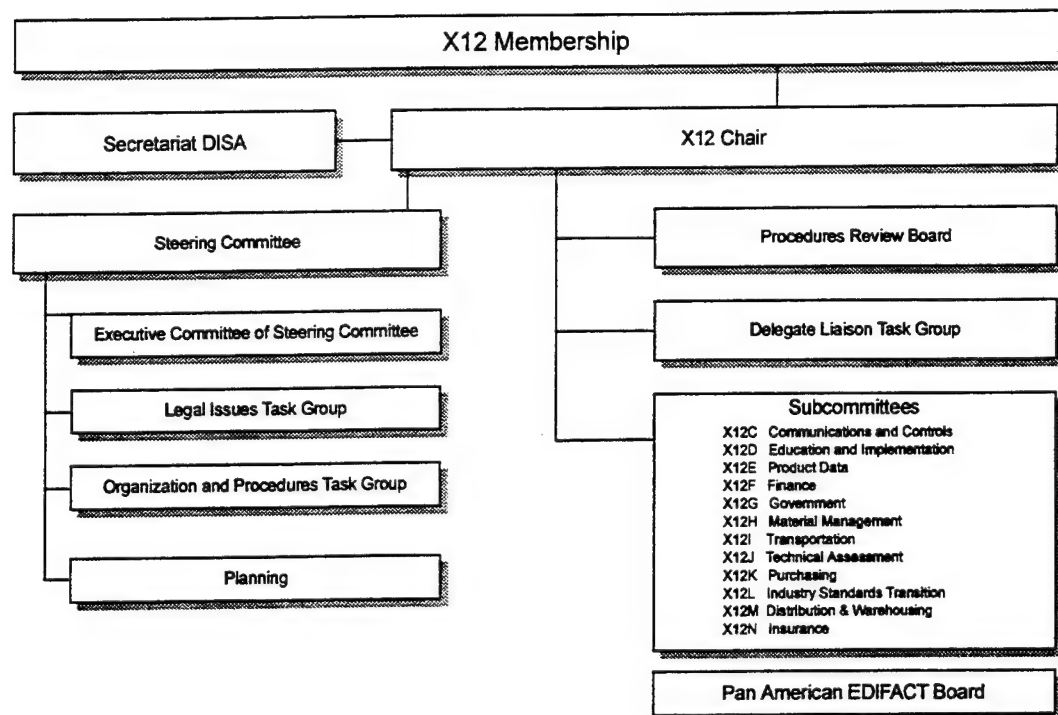 X12 Membership
Secretariat DISA
X12 Chair
Steering Committee
Executive Committee of Steering Committee
Legal Issues Task Group
Organization and Procedures Task Group
Planning
Procedures Review Board
Delegate Liaison Task Group
Subcommittees
X12C Communications and Controls
X12D Education and Implementation
X12E Product Data
X12F Finance
X12G Government
X12H Material Management
X12I Transportation
X12J Technical Assessment
X12K Purchasing
X12L Industry Standards Transition
X12M Distribution & Warehousing
X12N Insurance
Pan American EDIFACT Board